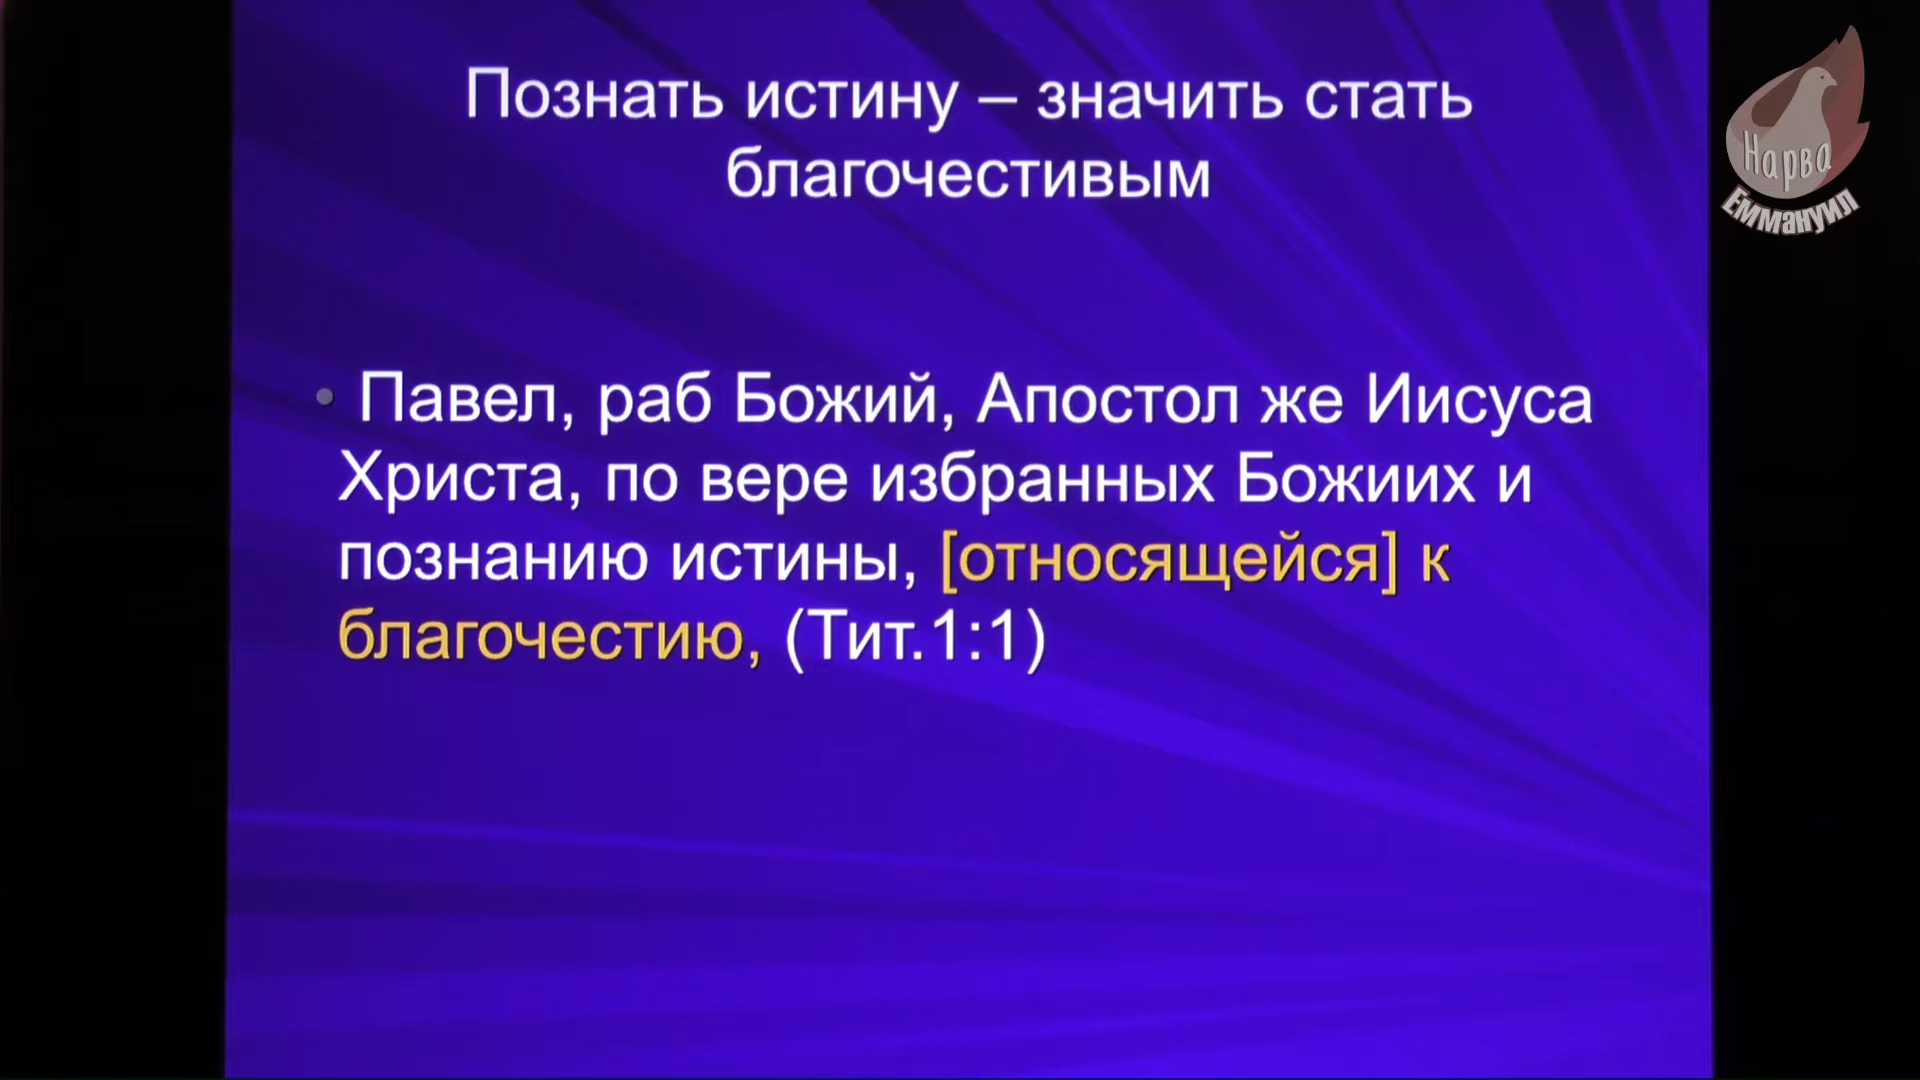 Познать истину – значить стать
благочестивым
• Павел, раб Божий, Апостол же Иисуса
Христа, по вере избранных Божиих и
познанию истины, [относящейся] к
благочестию, (Тит.1:1)
Нарва
Еммануил